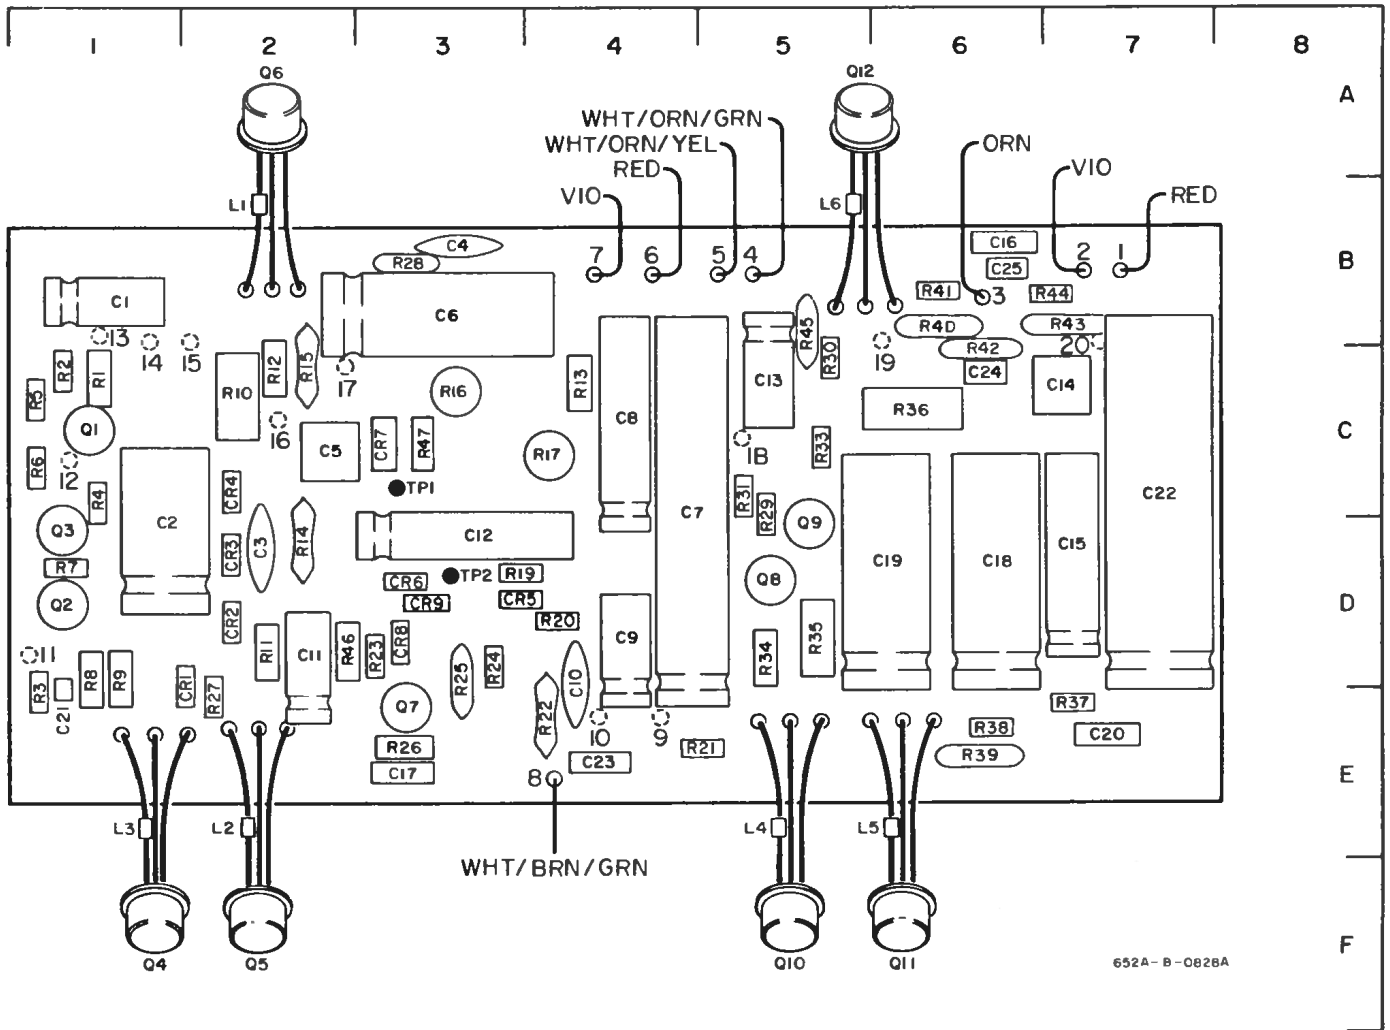 1 2 3 4 5 6 7 8
Q6 Q12 A
WHT/ORN/GRN
WHT/ORN/YEL ORN
RED VIO
VIO RED
L1 L6
C4 C16
R28 7 6 5 4 C25 2 1 B
C1 R41 3 R44
C6 R45 R40 R43
13 14 15 R30 19 R42 20
R2 R1 R12 R15 17 C13 C24 C14
R5 R10 R16 R13 R36
Q1 16 C8 C
R6 12 C5 CR7 R47 R17 18 R33
R4 CR4 TP1 R31 C22
Q3 C2 C7 R29 Q9
CR3 C3 R14 C12 C19 C18 C15
R7 CR6 TP2 R19 Q8
Q2 CR9 CR5 D
CR2 R20
11 R11 C11 R46 R23 CR8 C9 R34 R35
R8 R9 R25 R24
R3 C21 CR1 R27 C10 R37
Q7 R22 10 9 R38 C20
R26 R21 R39
C17 8 C23 E
L3 L2 L4 L5
WHT/BRN/GRN
F
Q4 Q5 Q10 Q11 652A-B-0828A